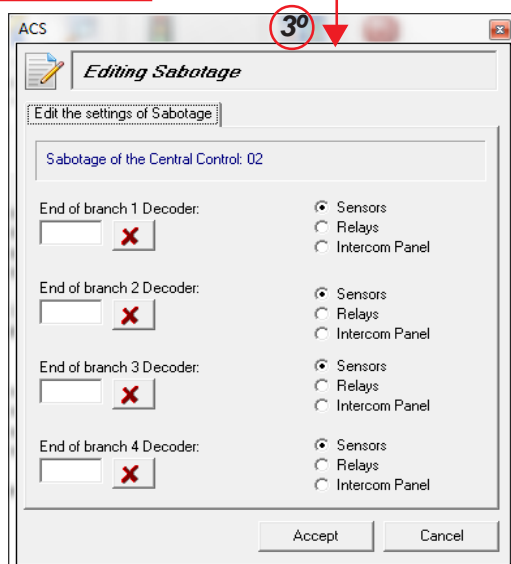 3º
ACS
Editing Sabotage
Edit the settings of Sabotage
Sabotage of the Central Control: 02
End of branch 1 Decoder:
Sensors
Relays
Intercom Panel
End of branch 2 Decoder:
Sensors
Relays
Intercom Panel
End of branch 3 Decoder:
Sensors
Relays
Intercom Panel
End of branch 4 Decoder:
Sensors
Relays
Intercom Panel
Accept
Cancel